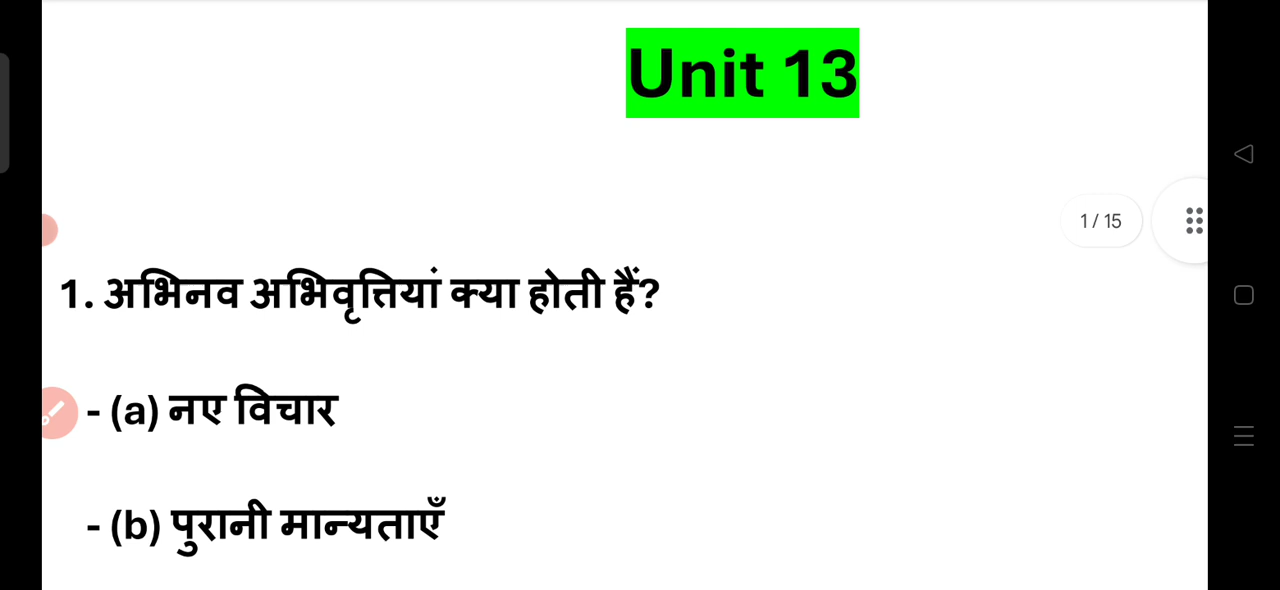 Unit 13
1 / 15
1. अभिनव अभिवृत्तियां क्या होती हैं?
- (a) नए विचार
- (b) पुरानी मान्यताएँ